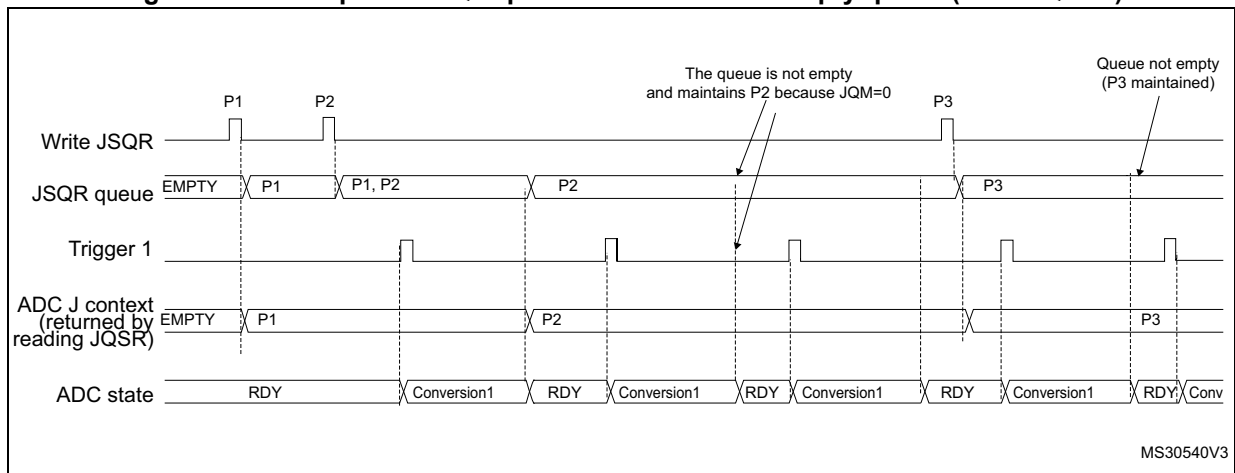 The queue is not empty
and maintains P2 because JQM=0
Queue not empty
(P3 maintained)
P1
P2
P3
Write JSQR
JSQR queue
EMPTY
P1
P1, P2
P2
P3
Trigger 1
ADC J context
(returned by
reading JQSR)
EMPTY
P1
P2
P3
ADC state
RDY
Conversion1
RDY
Conversion1
RDY
Conversion1
RDY
Conversion1
RDY
Conv
MS30540V3